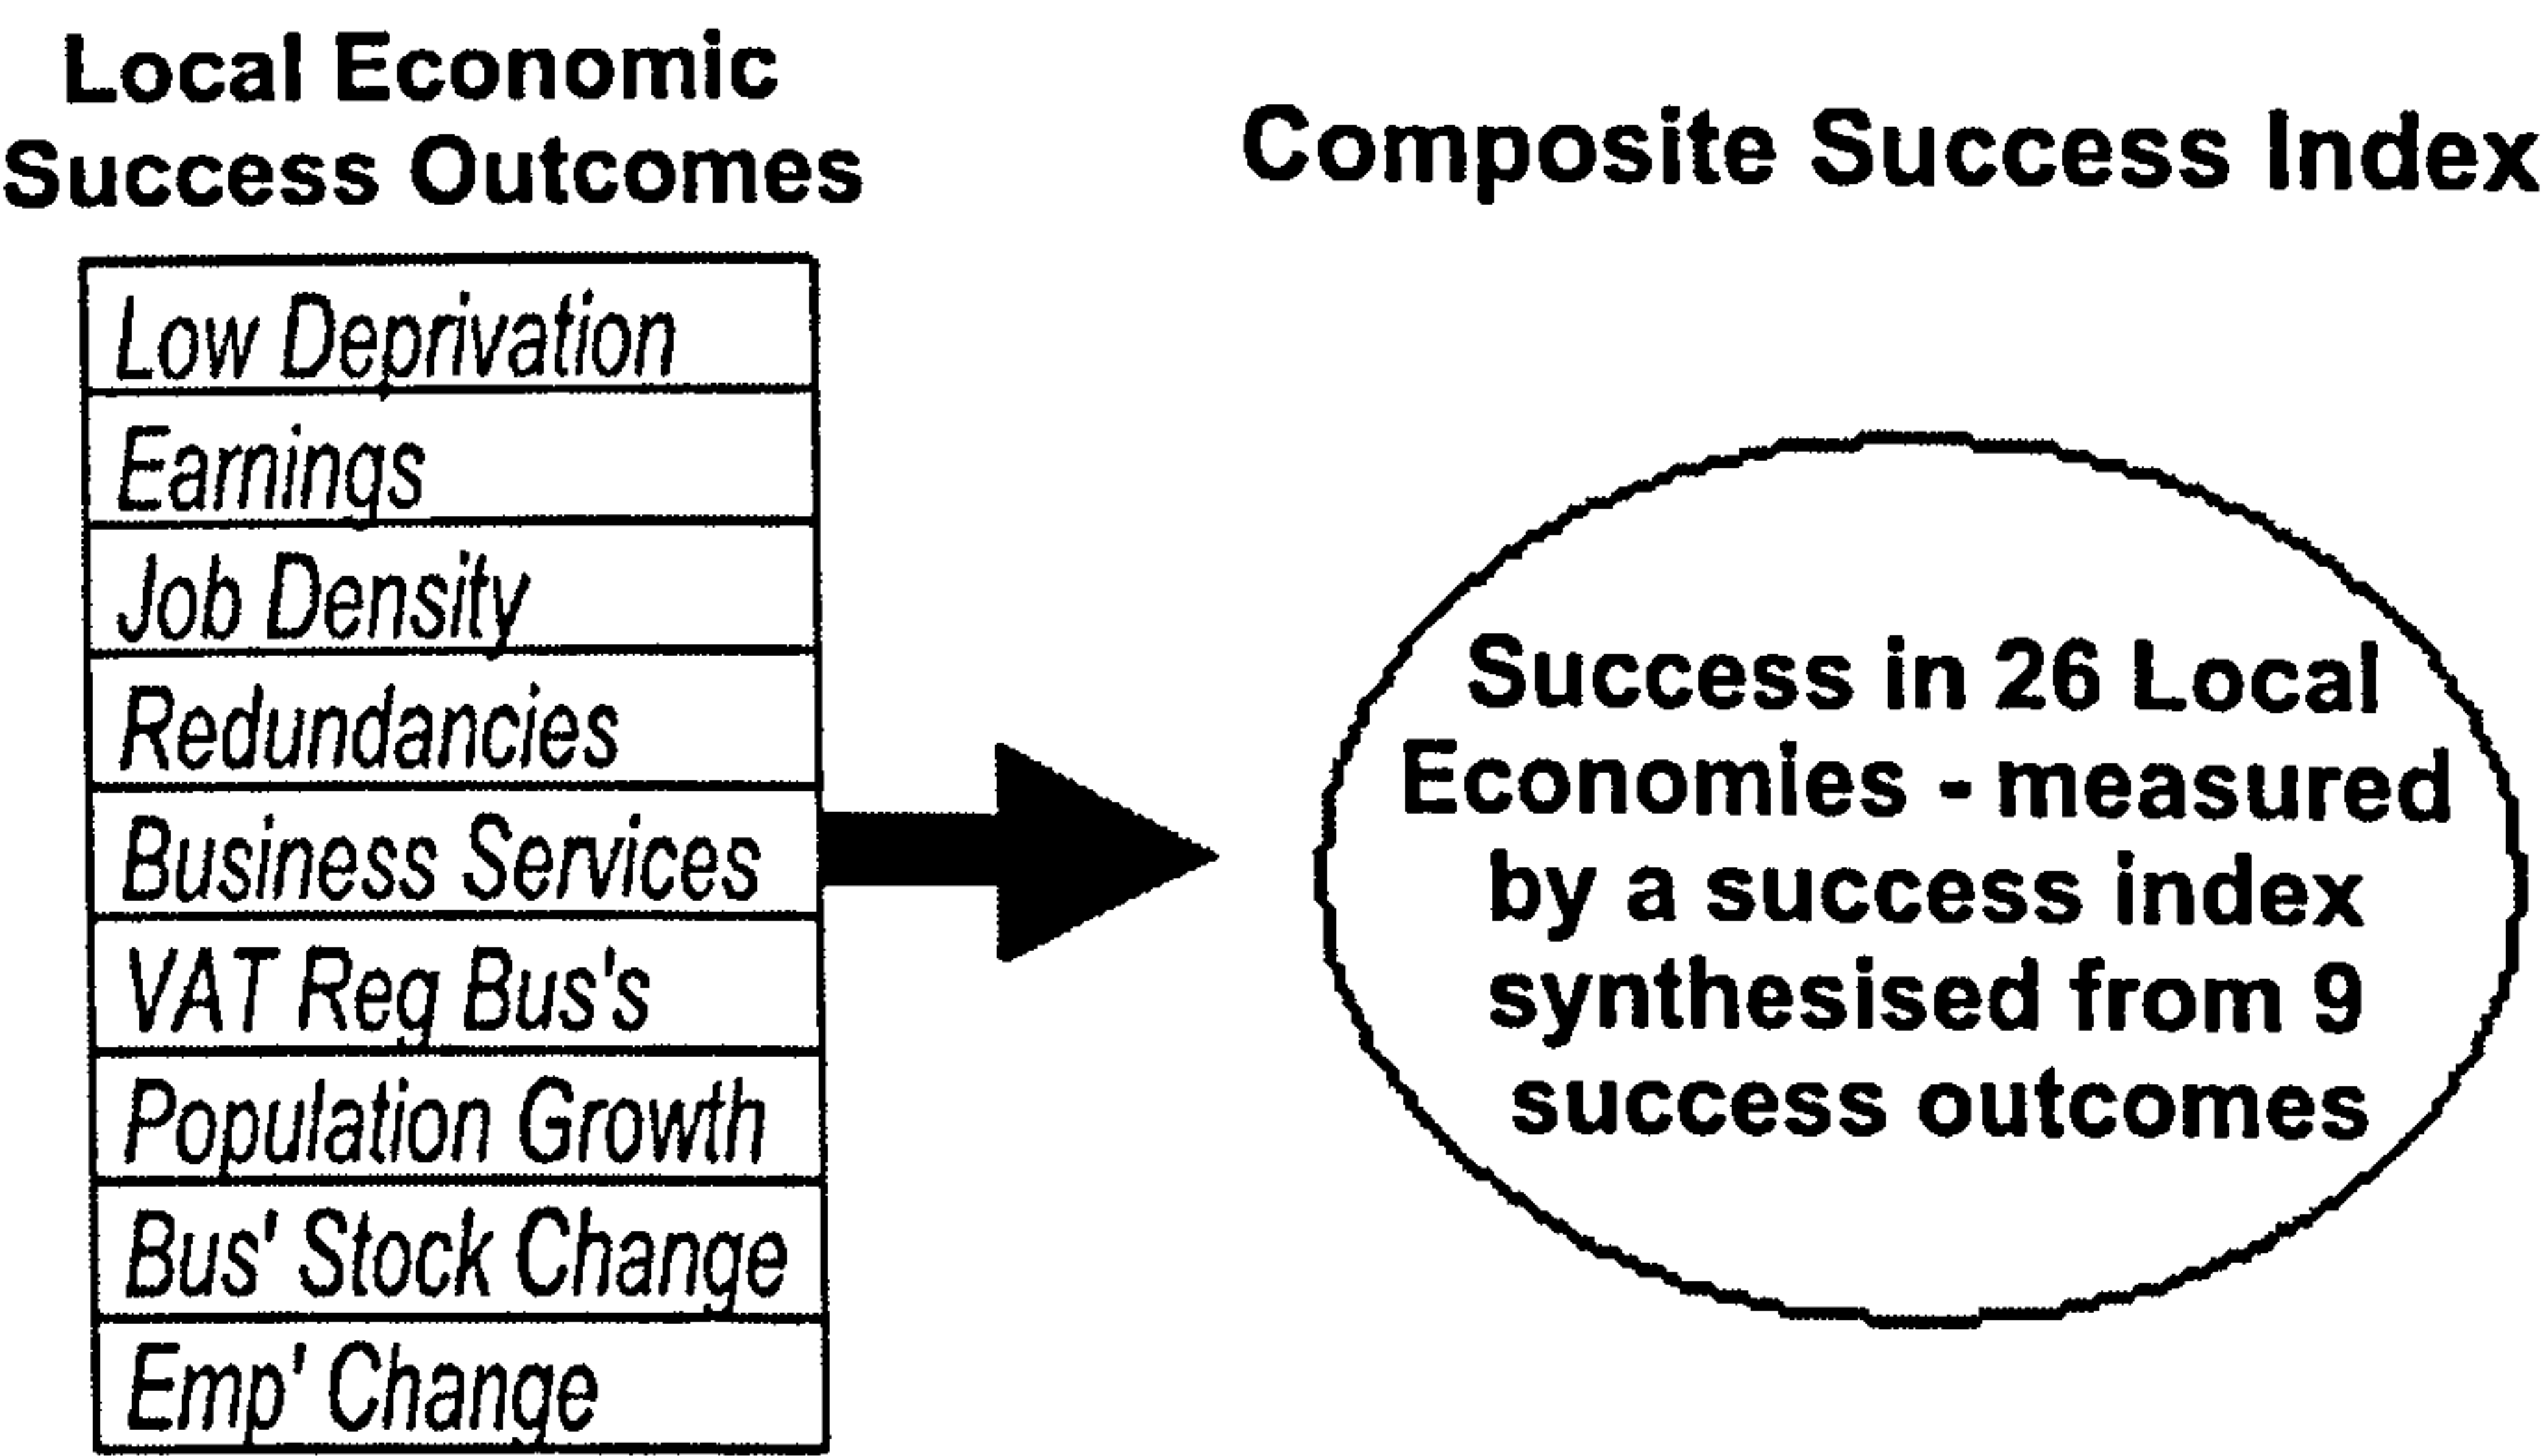 Local Economic
Success Outcomes
Low Deprivation
Earnings
Job Density
Redundancies
Business Services
VAT Reg Bus's
Population Growth
Bus' Stock Change
Emp' Change
Composite Success Index
Success in 26 Local
Economies - measured
by a success index
synthesised from 9
success outcomes